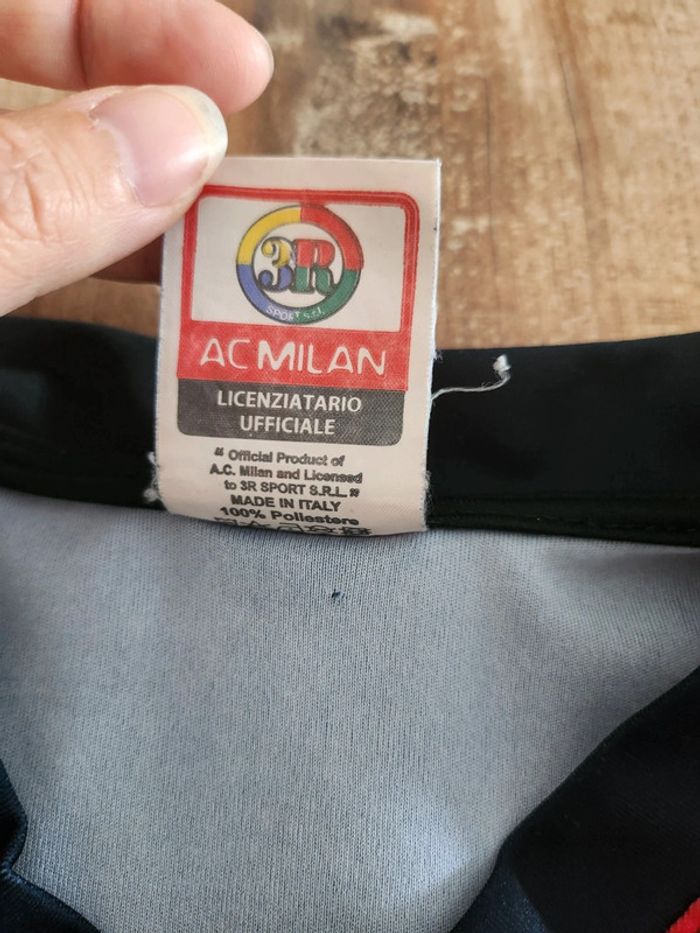 3R
SPORT s.r.l.
AC MILAN
LICENZIATARIO
UFFICIALE
“ Official Product of
A.C. Milan and Licensed
to 3R SPORT S.R.L. ”
MADE IN ITALY
100% Poliestere